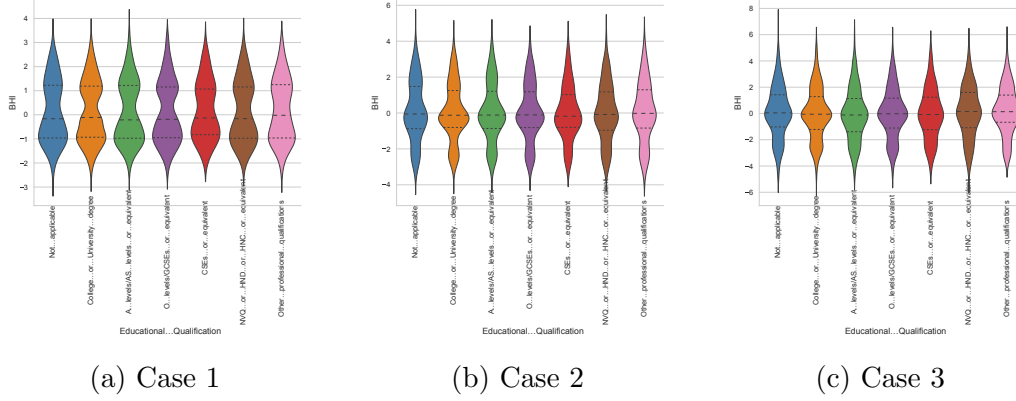 4
3
2
1
0
−1
−2
−3
BHI
Not...applicable
College...or...University...degree
A...levels/AS...levels...or...equivalent
O...levels/GCSEs...or...equivalent
CSEs...or...equivalent
NVQ...or...HND...or...HNC...or...equivalent
Other...professional...qualifications
Educational...Qualification
(a) Case 1
6
4
2
0
−2
−4
BHI
Not...applicable
College...or...University...degree
A...levels/AS...levels...or...equivalent
O...levels/GCSEs...or...equivalent
CSEs...or...equivalent
NVQ...or...HND...or...HNC...or...equivalent
Other...professional...qualifications
Educational...Qualification
(b) Case 2
8
6
4
2
0
−2
−4
−6
BHI
Not...applicable
College...or...University...degree
A...levels/AS...levels...or...equivalent
O...levels/GCSEs...or...equivalent
CSEs...or...equivalent
NVQ...or...HND...or...HNC...or...equivalent
Other...professional...qualifications
Educational...Qualification
(c) Case 3